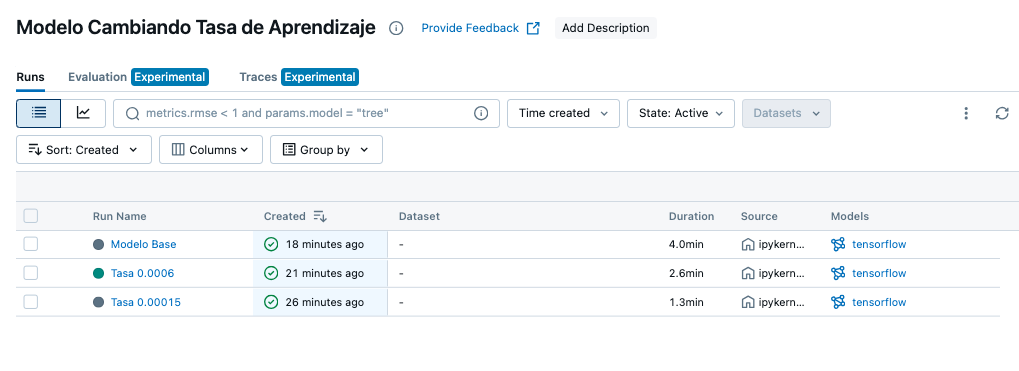 Modelo Cambiando Tasa de Aprendizaje Provide Feedback Add Description
Runs Evaluation Experimental Traces Experimental
metrics.rmse < 1 and params.model = "tree" Time created State: Active Datasets
Sort: Created Columns Group by
Run Name Created Dataset Duration Source Models
Modelo Base 18 minutes ago - 4.0min ipykern... tensorflow
Tasa 0.0006 21 minutes ago - 2.6min ipykern... tensorflow
Tasa 0.00015 26 minutes ago - 1.3min ipykern... tensorflow